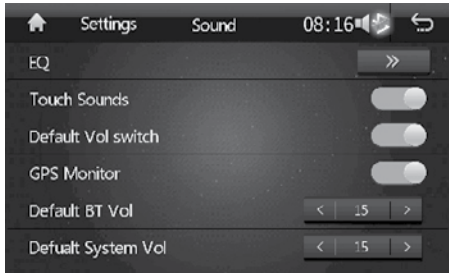 Settings Sound 08:16
EQ »
Touch Sounds
Default Vol switch
GPS Monitor
Default BT Vol < 15 >
Defualt System Vol < 15 >